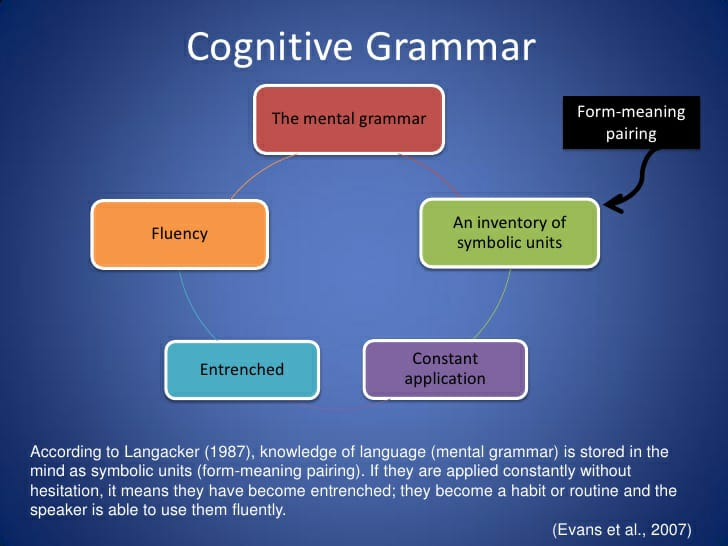 Cognitive Grammar
The mental grammar
Form-meaning
pairing
An inventory of
symbolic units
Fluency
Constant
application
Entrenched
According to Langacker (1987), knowledge of language (mental grammar) is stored in the
mind as symbolic units (form-meaning pairing). If they are applied constantly without
hesitation, it means they have become entrenched; they become a habit or routine and the
speaker is able to use them fluently.
(Evans et al., 2007)